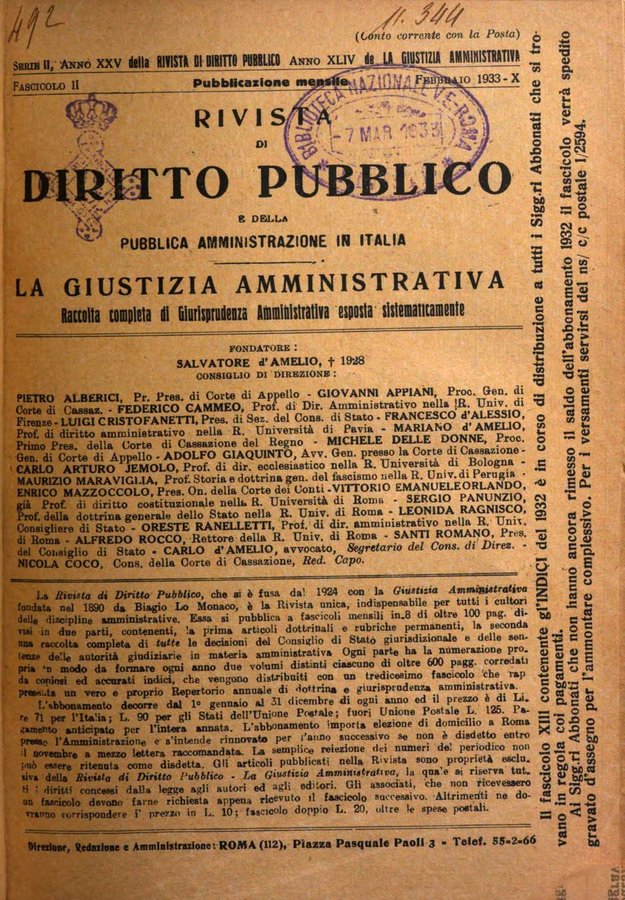 492
11.344
(Conto corrente con la Posta)
SERIE II, ANNO XXV della RIVISTA DI DIRITTO PUBBLICO ANNO XLIV de LA GIUSTIZIA AMMINISTRATIVA
FASCICOLO II Pubblicazione mensile FEBBRAIO 1933 - X
BIBLIOTECA NAZIONALE V.E. ROMA
7 MAR 1933
RIVISTA
DI
DIRITTO PUBBLICO
E DELLA
PUBBLICA AMMINISTRAZIONE IN ITALIA
LA GIUSTIZIA AMMINISTRATIVA
Raccolta completa di Giurisprudenza Amministrativa esposta sistematicamente
FONDATORE:
SALVATORE d'AMELIO, † 1928
CONSIGLIO DI DIREZIONE:
PIETRO ALBERICI, Pr. Pres. di Corte di Appello - GIOVANNI APPIANI, Proc. Gen. di
Corte di Cassaz. - FEDERICO CAMMEO, Prof. di Dir. Amministrativo nella R. Univ. di
Firenze - LUIGI CRISTOFANETTI, Pres. di Sez. del Cons. di Stato - FRANCESCO d'ALESSIO,
Prof. di diritto amministrativo nella R. Università di Pavia - MARIANO d'AMELIO,
Primo Pres. della Corte di Cassazione del Regno - MICHELE DELLE DONNE, Proc.
Gen. di Corte di Appello - ADOLFO GIAQUINTO, Avv. Gen. presso la Corte di Cassazione -
CARLO ARTURO JEMOLO, Prof. di dir. ecclesiastico nella R. Università di Bologna -
MAURIZIO MARAVIGLIA, Prof. Storia e dottrina gen. del fascismo nella R. Univ. di Perugia -
ENRICO MAZZOCCOLO, Pres. On. della Corte dei Conti - VITTORIO EMANUELE ORLANDO,
già Prof. di diritto costituzionale nella R. Università di Roma - SERGIO PANUNZIO,
Prof. della dottrina generale dello Stato nella R. Univ. di Roma - LEONIDA RAGNISCO,
Consigliere di Stato - ORESTE RANELLETTI, Prof. di dir. amministrativo nella R. Univ.
di Roma - ALFREDO ROCCO, Rettore della R. Univ. di Roma - SANTI ROMANO, Pres.
del Consiglio di Stato - CARLO d'AMELIO, avvocato, Segretario del Cons. di Direz. -
NICOLA COCO, Cons. della Corte di Cassazione, Red. Capo.
La Rivista di Diritto Pubblico, che si è fusa dal 1924 con la Giustizia Amministrativa
fondata nel 1890 da Biagio Lo Monaco, è la Rivista unica, indispensabile per tutti i cultori
delle discipline amministrative. Essa si pubblica a fascicoli mensili in-8 di oltre 100 pag. di-
visi in due parti, contenenti, la prima articoli dottrinali e rubriche permanenti, la seconda
una raccolta completa di tutte le decisioni del Consiglio di Stato giurisdizionale e delle sen-
tenze delle autorità giudiziarie in materia amministrativa Ogni parte ha la numerazione pro-
pria in modo da formare ogni anno due volumi distinti ciascuno di oltre 600 pagg. corredati
da copiosi ed accurati indici, che vengono distribuiti con un tredicesimo fascicolo che rap
presenta un vero e proprio Repertorio annuale di dottrina e giurisprudenza amministrativa.
L'abbonamento decorre dal 1° gennaio al 31 dicembre di ogni anno ed il prezzo è di Li-
re 71 per l'Italia; L. 90 per gli Stati dell'Unione Postale; fuori Unione Postale L. 125. Pa-
gamento anticipato per l'intera annata. L'abbonamento importa elezione di domicilio a Roma
presso l'Amministrazione e s'intende rinnovato per l'anno successivo se non è disdetto entro
il novembre a mezzo lettera raccomandata. La semplice reiezione dei numeri del periodico non
può essere ritenuta come disdetta. Gli articoli pubblicati nella Rivista sono proprietà esclu-
siva della Rivista di Diritto Pubblico - La Giustizia Amministrativa, la quale si riserva tut-
ti i diritti concessi dalla legge agli autori ed agli editori. Gli associati, che non ricevessero
un fascicolo devono farne richiesta appena ricevuto il fascicolo successivo. Altrimenti ne do-
vranno corrispondere i' prezzo in L. 10; fascicolo doppio L. 20, oltre le spese postali.
Direzione, Redazione e Amministrazione: ROMA (112), Piazza Pasquale Paoli 3 - Telef. 55-2-66
Il fascicolo XIII contenente gl'INDICI del 1932 è in corso di distribuzione a tutti i Sigg.ri Abbonati che si tro-
vano in regola coi pagamenti.
Ai Sigg.ri Abbonati che non hanno ancora rimesso il saldo dell'abbonamento 1932 il fascicolo verrà spedito
gravato d'assegno per l'ammontare complessivo. Per i versamenti servirsi del ns/ c/c postale 1/2594.